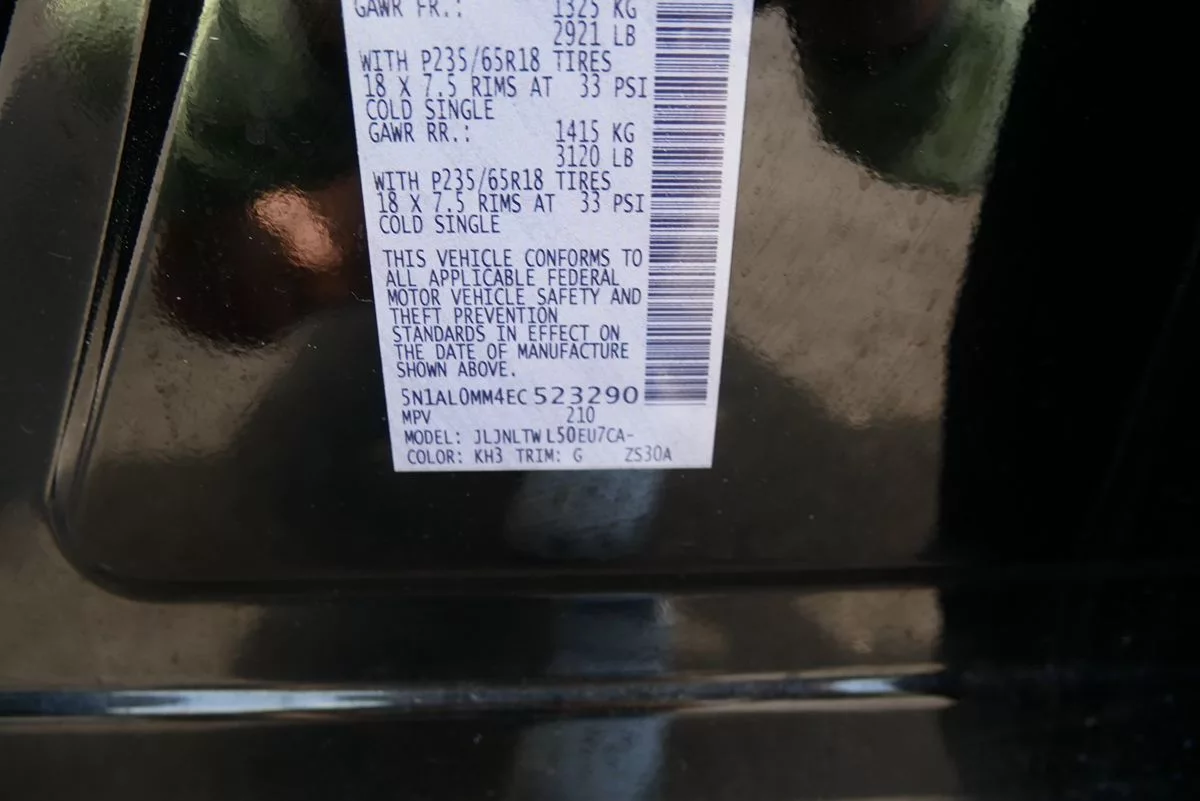 GAWR FR.: 1325 KG
2921 LB
WITH P235/65R18 TIRES
18 X 7.5 RIMS AT 33 PSI
COLD SINGLE
GAWR RR.: 1415 KG
3120 LB
WITH P235/65R18 TIRES
18 X 7.5 RIMS AT 33 PSI
COLD SINGLE
THIS VEHICLE CONFORMS TO
ALL APPLICABLE FEDERAL
MOTOR VEHICLE SAFETY AND
THEFT PREVENTION
STANDARDS IN EFFECT ON
THE DATE OF MANUFACTURE
SHOWN ABOVE.
5N1AL0MM4EC523290
MPV 210
MODEL: JLJNLTWL50EU7CA-
COLOR: KH3 TRIM: G ZS30A